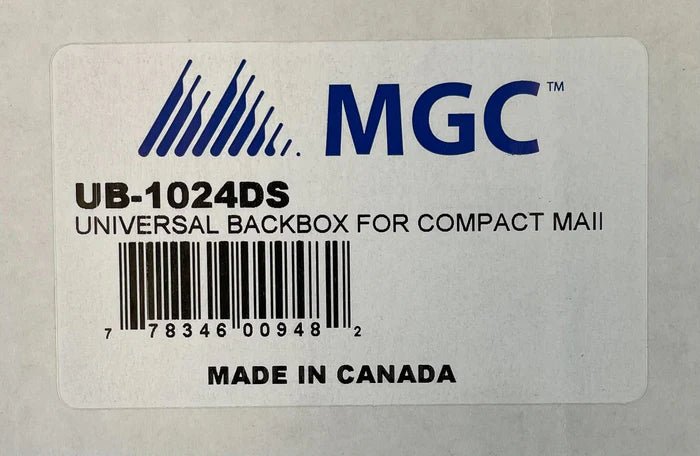 MGC™
UB-1024DS
UNIVERSAL BACKBOX FOR COMPACT MAII
7 78346 00948 2
MADE IN CANADA